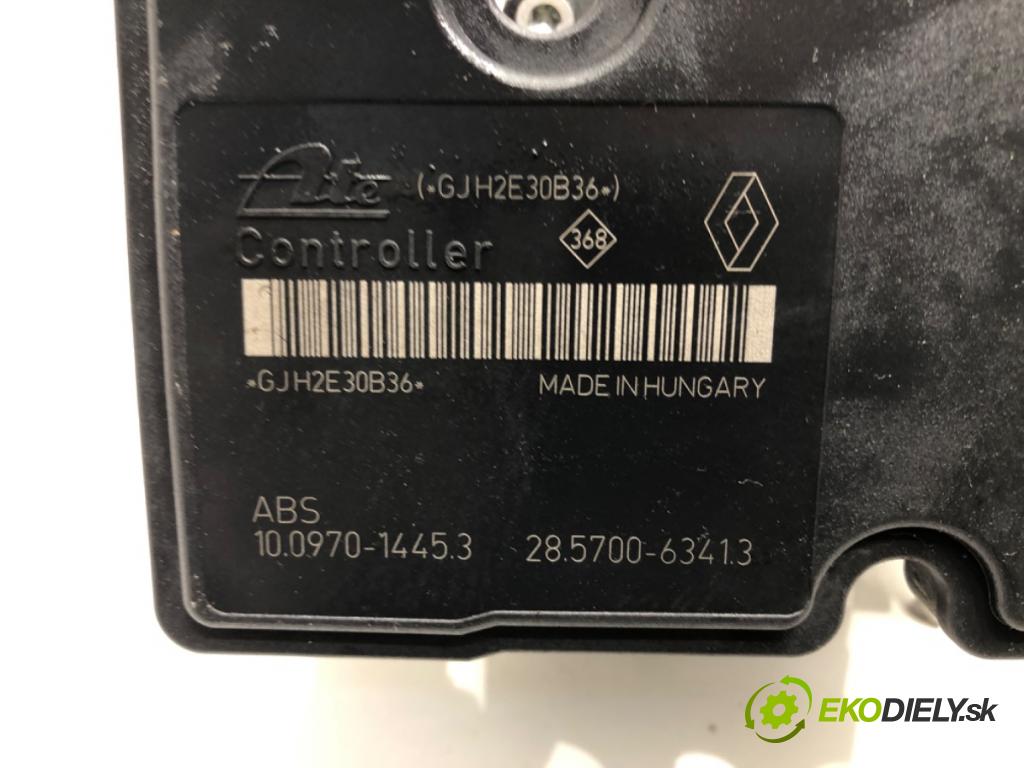 Ate (*GJH2E30B36*)
Controller 368
*GJH2E30B36* MADE IN HUNGARY
ABS
10.0970-1445.3 28.5700-6341.3
EKODIELY.sk